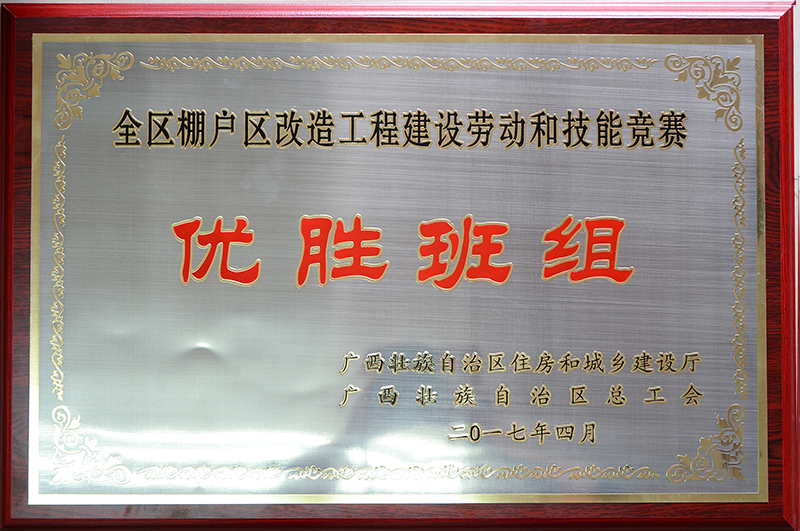 全区棚户区改造工程建设劳动和技能竞赛
优胜班组
广西壮族自治区住房和城乡建设厅
广西壮族自治区总工会
二0一七年四月